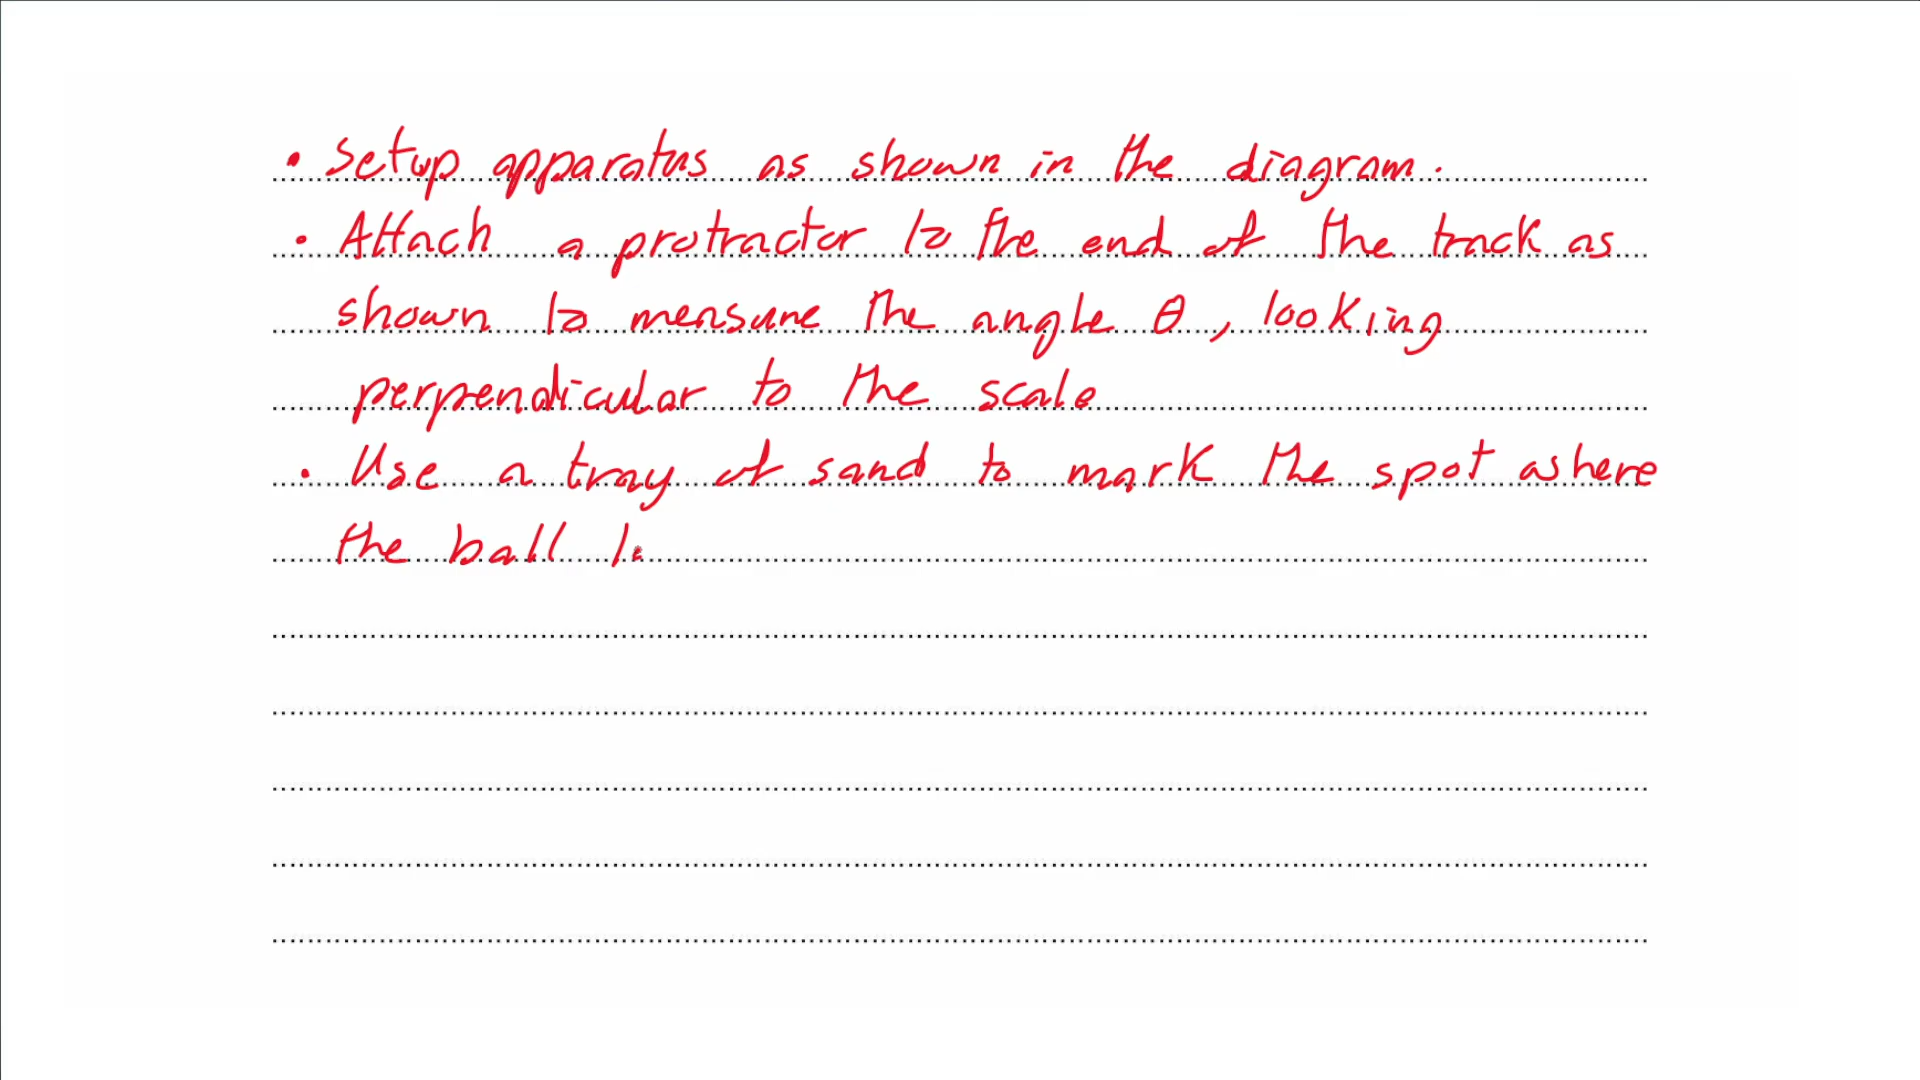 • Setup apparatus as shown in the diagram.
• Attach a protractor to the end of the track as
shown to measure the angle θ, looking
perpendicular to the scale
• Use a tray of sand to mark the spot where
the ball